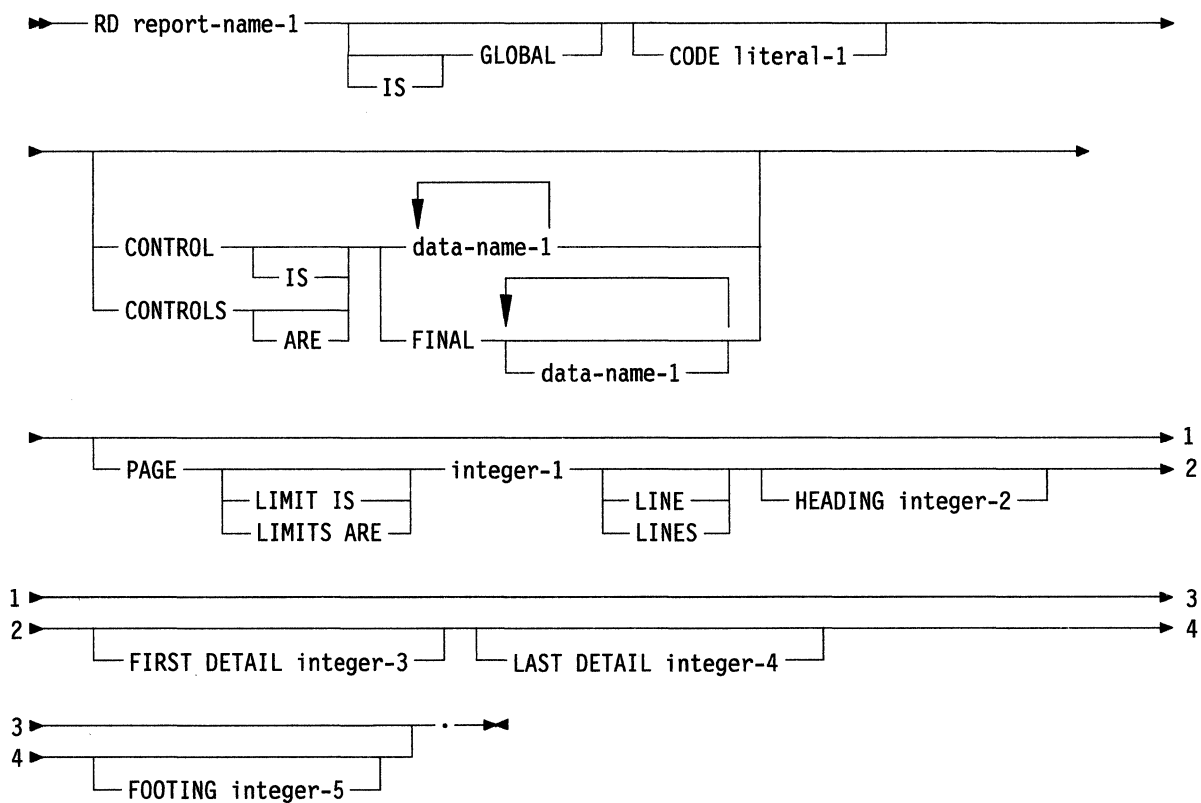 RD report-name-1 GLOBAL CODE literal-1
IS
CONTROL data-name-1
IS
CONTROLS
ARE FINAL
data-name-1
1
PAGE integer-1 2
LIMIT IS LINE HEADING integer-2
LIMITS ARE LINES
1 3
2 4
FIRST DETAIL integer-3 LAST DETAIL integer-4
3 .
4
FOOTING integer-5